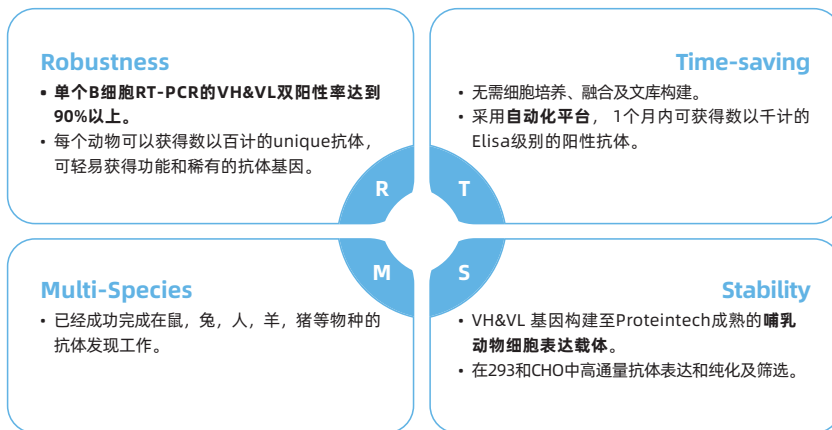 Robustness
• 单个B细胞RT-PCR的VH&VL双阳性率达到
90%以上。
• 每个动物可以获得数以百计的unique抗体，
可轻易获得功能和稀有的抗体基因。
Time-saving
• 无需细胞培养、融合及文库构建。
• 采用自动化平台，1个月内可获得数以千计的
Elisa级别的阳性抗体。
R
T
M
S
Multi-Species
• 已经成功完成在鼠，兔，人，羊，猪等物种的
抗体发现工作。
Stability
• VH&VL 基因构建至Proteintech成熟的哺乳
动物细胞表达载体。
• 在293和CHO中高通量抗体表达和纯化及筛选。